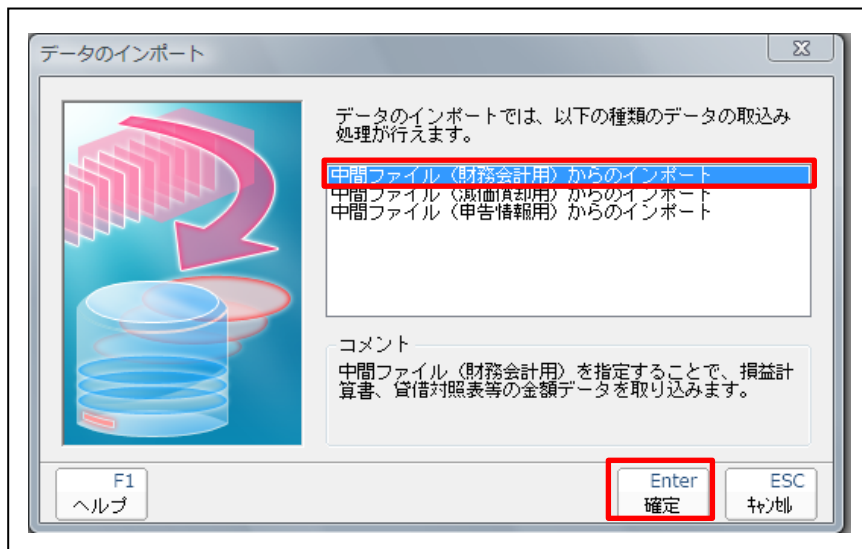 データのインポート
データのインポートでは、以下の種類のデータの取込み
処理が行えます。
中間ファイル（財務会計用）からのインポート
中間ファイル（減価償却用）からのインポート
中間ファイル（申告情報用）からのインポート
コメント
中間ファイル（財務会計用）を指定することで、損益計
算書、貸借対照表等の金額データを取り込みます。
F1
ヘルプ
Enter
確定
ESC
ｷｬﾝｾﾙ